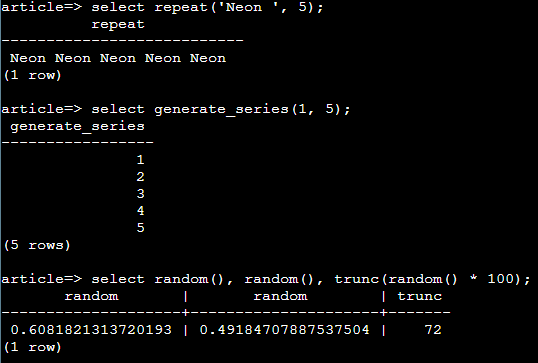 article=> select repeat('Neon ', 5);
          repeat
---------------------------
 Neon Neon Neon Neon Neon
(1 row)

article=> select generate_series(1, 5);
 generate_series
-----------------
               1
               2
               3
               4
               5
(5 rows)

article=> select random(), random(), trunc(random() * 100);
       random       |       random        | trunc
--------------------+---------------------+-------
 0.6081821313720193 | 0.49184707887537504 |    72
(1 row)